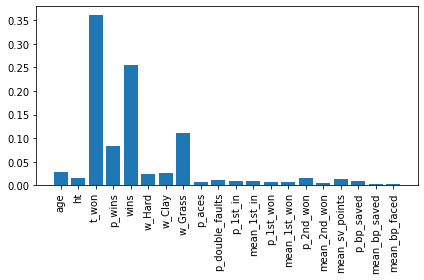 0.35
0.30
0.25
0.20
0.15
0.10
0.05
0.00
age
ht
t_won
p_wins
wins
w_Hard
w_Clay
w_Grass
p_aces
p_double_faults
p_1st_in
mean_1st_in
p_1st_won
mean_1st_won
p_2nd_won
mean_2nd_won
mean_sv_points
p_bp_saved
mean_bp_saved
mean_bp_faced